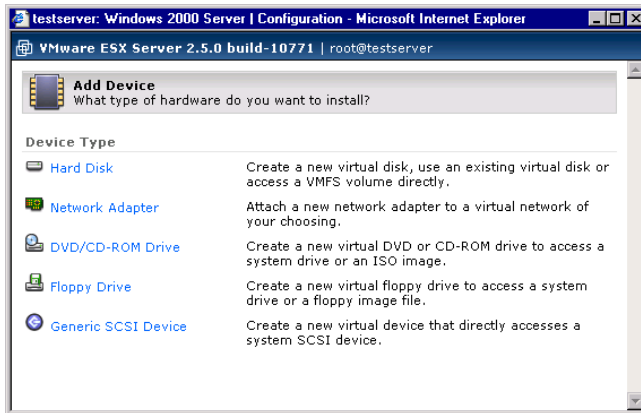 testserver: Windows 2000 Server | Configuration - Microsoft Internet Explorer
VMware ESX Server 2.5.0 build-10771 | root@testserver
Add Device
What type of hardware do you want to install?
Device Type
Hard Disk
Create a new virtual disk, use an existing virtual disk or
access a VMFS volume directly.
Network Adapter
Attach a new network adapter to a virtual network of
your choosing.
DVD/CD-ROM Drive
Create a new virtual DVD or CD-ROM drive to access a
system drive or an ISO image.
Floppy Drive
Create a new virtual floppy drive to access a system
drive or a floppy image file.
Generic SCSI Device
Create a new virtual device that directly accesses a
system SCSI device.